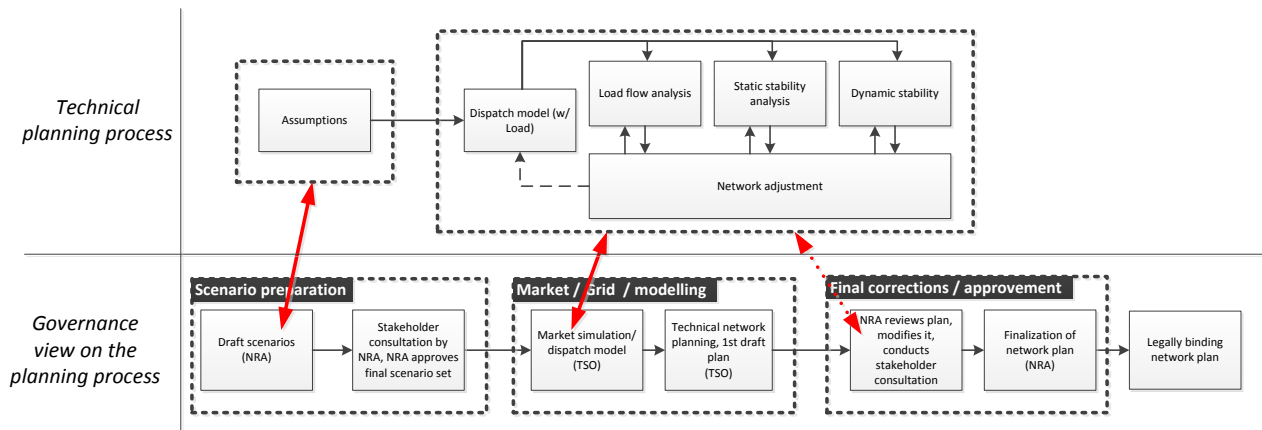 Technical
planning process
Assumptions
Dispatch model (w/
Load)
Load flow analysis
Static stability
analysis
Dynamic stability
Network adjustment
Governance
view on the
planning process
Scenario preparation
Draft scenarios
(NRA)
Stakeholder
consultation by
NRA, NRA approves
final scenario set
Market / Grid / modelling
Market simulation/
dispatch model
(TSO)
Technical network
planning, 1st draft
plan
(TSO)
Final corrections / approvement
NRA reviews plan,
modifies it,
conducts
stakeholder
consultation
Finalization of
network plan
(NRA)
Legally binding
network plan